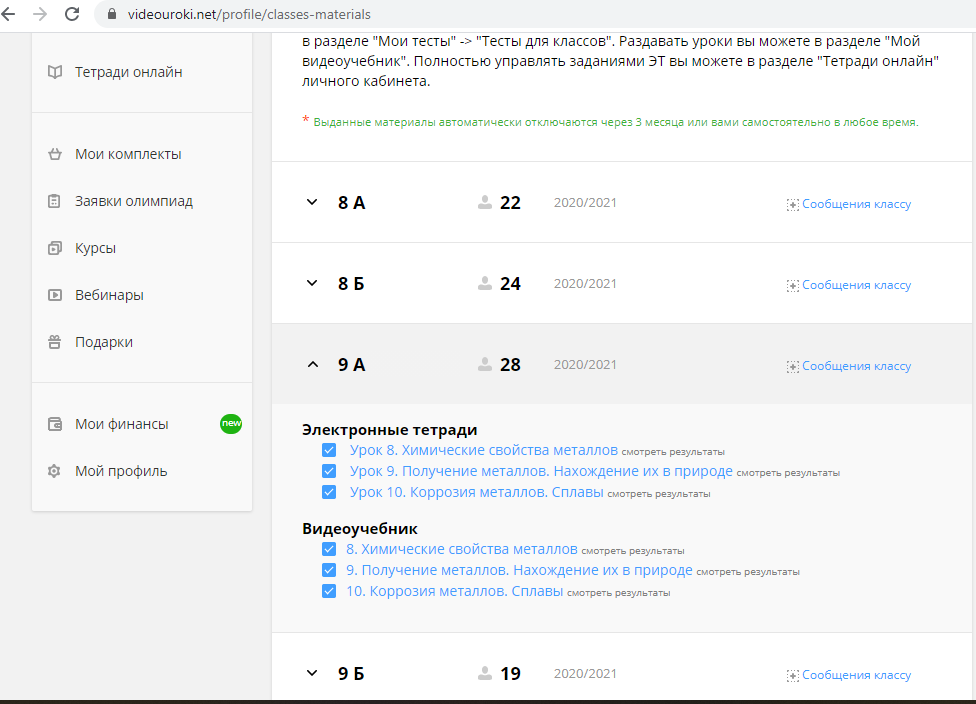 videouroki.net/profile/classes-materials
Тетради онлайн
Мои комплекты
Заявки олимпиад
Курсы
Вебинары
Подарки
Мои финансы new
Мой профиль
в разделе "Мои тесты" -> "Тесты для классов". Раздавать уроки вы можете в разделе "Мой
видеоучебник". Полностью управлять заданиями ЭТ вы можете в разделе "Тетради онлайн"
личного кабинета.
* Выданные материалы автоматически отключаются через 3 месяца или вами самостоятельно в любое время.
8 А 22 2020/2021 Сообщения классу
8 Б 24 2020/2021 Сообщения классу
9 А 28 2020/2021 Сообщения классу
Электронные тетради
Урок 8. Химические свойства металлов смотреть результаты
Урок 9. Получение металлов. Нахождение их в природе смотреть результаты
Урок 10. Коррозия металлов. Сплавы смотреть результаты
Видеоучебник
8. Химические свойства металлов смотреть результаты
9. Получение металлов. Нахождение их в природе смотреть результаты
10. Коррозия металлов. Сплавы смотреть результаты
9 Б 19 2020/2021 Сообщения классу